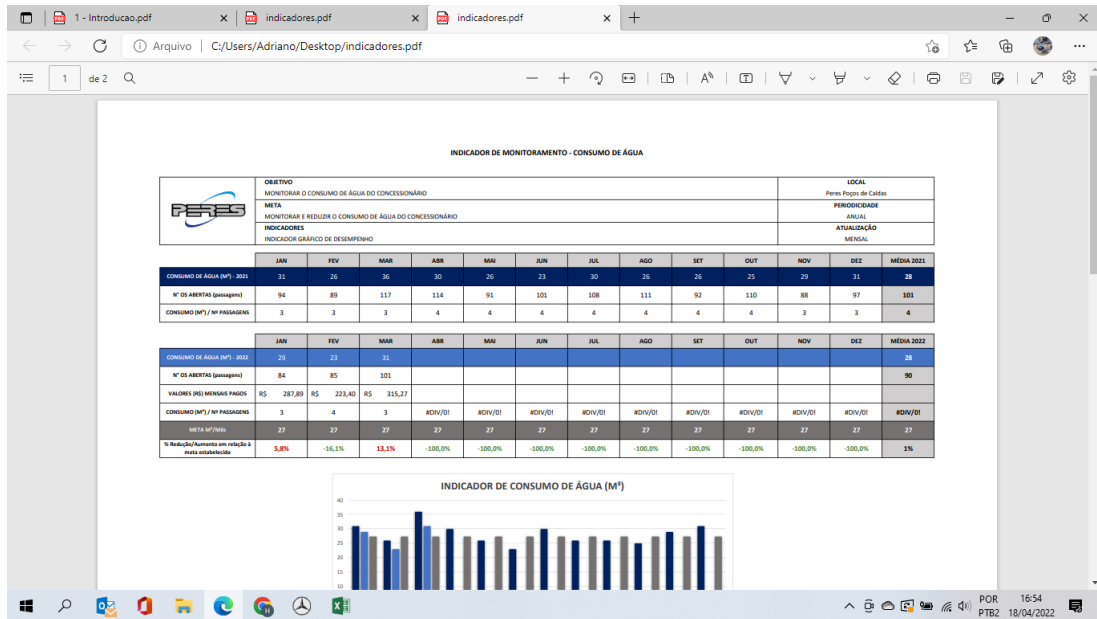 1 - Introducao.pdf
indicadores.pdf
indicadores.pdf
Arquivo C:/Users/Adriano/Desktop/indicadores.pdf
1 de 2
INDICADOR DE MONITORAMENTO - CONSUMO DE ÁGUA
PERES
OBJETIVO
MONITORAR O CONSUMO DE ÁGUA DO CONCESSIONÁRIO
META
MONITORAR E REDUZIR O CONSUMO DE ÁGUA DO CONCESSIONÁRIO
INDICADORES
INDICADOR GRÁFICO DE DESEMPENHO
LOCAL
Peres Poços de Caldas
PERIODICIDADE
ANUAL
ATUALIZAÇÃO
MENSAL
JAN FEV MAR ABR MAI JUN JUL AGO SET OUT NOV DEZ MÉDIA 2021
CONSUMO DE ÁGUA (M³) - 2021 31 26 36 30 26 23 30 26 26 25 29 31 28
N° OS ABERTAS (passagens) 94 89 117 114 91 101 108 111 92 110 88 97 101
CONSUMO (M³) / Nº PASSAGENS 3 3 3 4 4 4 4 4 4 4 3 3 4
JAN FEV MAR ABR MAI JUN JUL AGO SET OUT NOV DEZ MÉDIA 2022
CONSUMO DE ÁGUA (M³) - 2022 29 23 31 28
N° OS ABERTAS (passagens) 84 85 101 90
VALORES (R$) MENSAIS PAGOS R$ 287,89 R$ 223,40 R$ 315,27
CONSUMO (M³) / Nº PASSAGENS 3 4 3 #DIV/0! #DIV/0! #DIV/0! #DIV/0! #DIV/0! #DIV/0! #DIV/0! #DIV/0! #DIV/0! #DIV/0!
META M³/Mês 27 27 27 27 27 27 27 27 27 27 27 27 27
% Redução/Aumento em relação à
meta estabelecida 5,8% -16,1% 13,1% -100,0% -100,0% -100,0% -100,0% -100,0% -100,0% -100,0% -100,0% -100,0% 1%
INDICADOR DE CONSUMO DE ÁGUA (M³)
40
35
30
25
20
15
10
POR
PTB2
16:54
18/04/2022